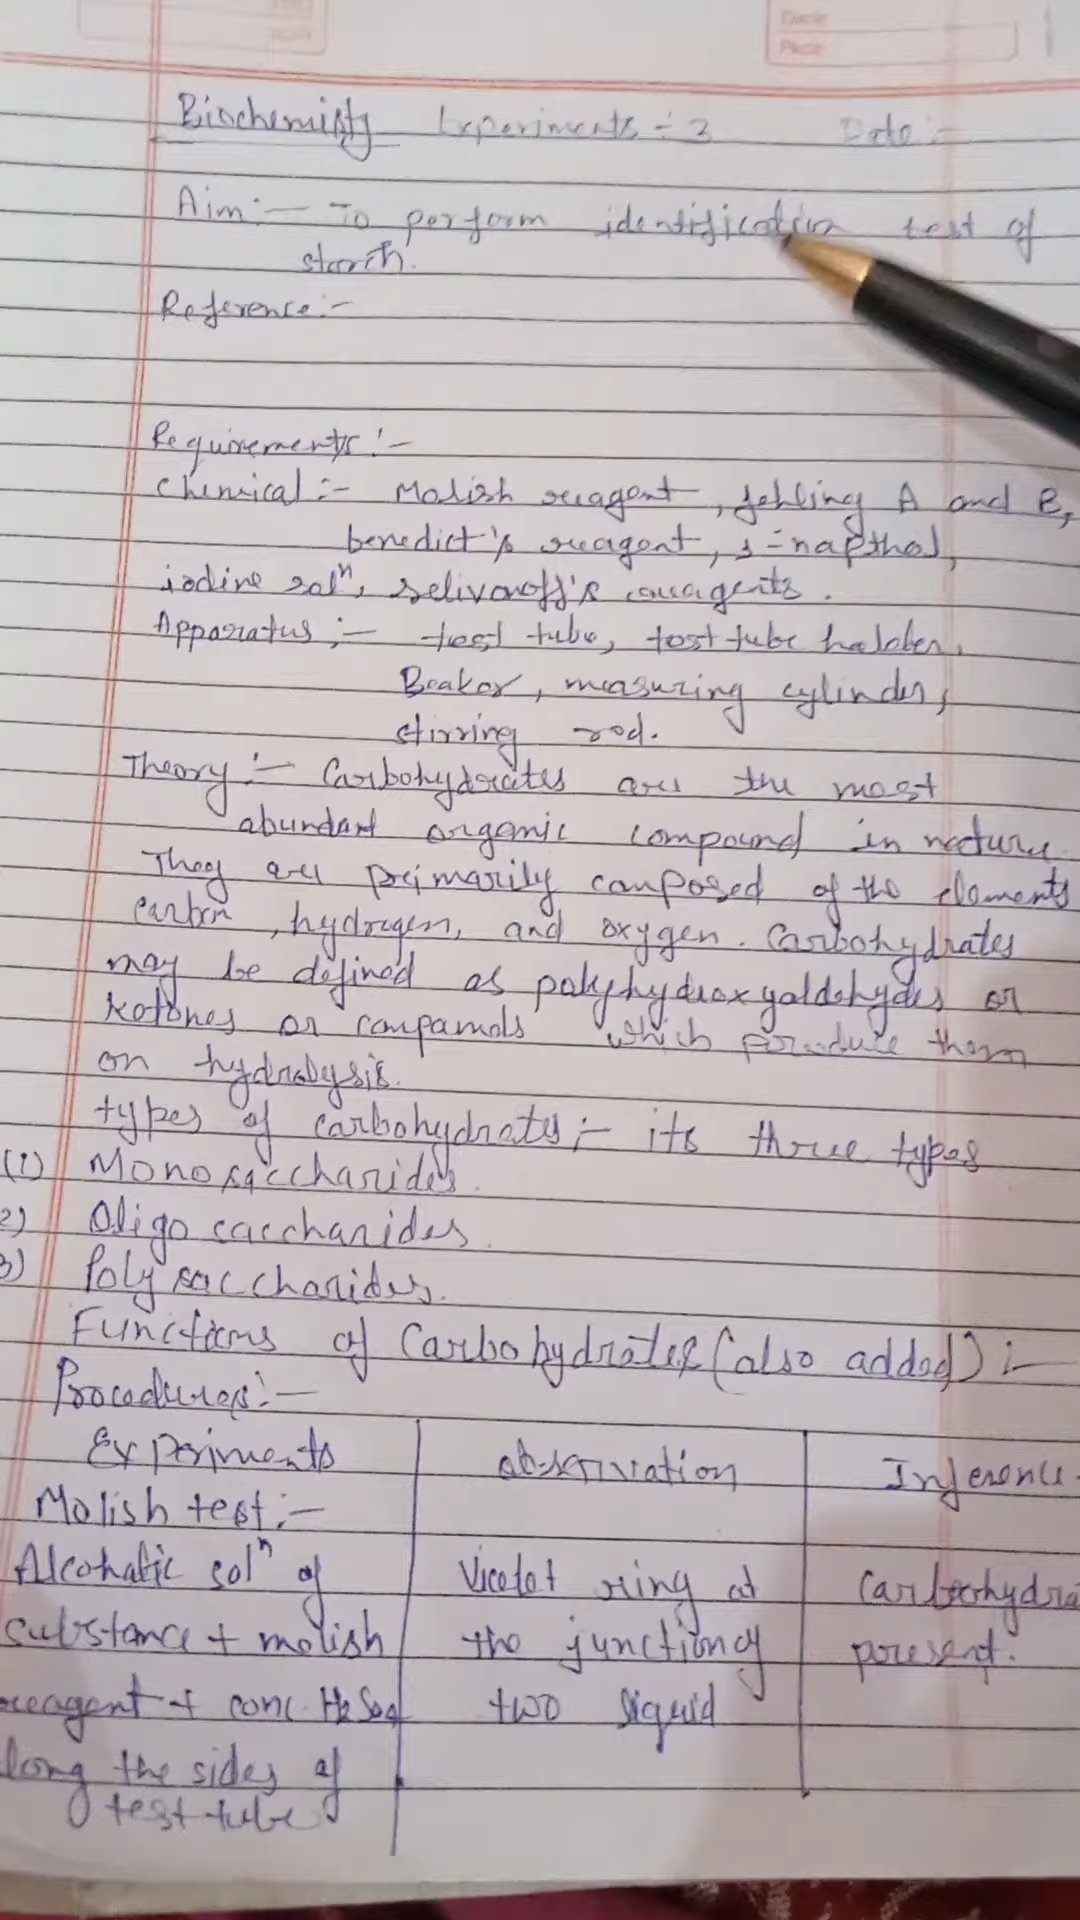 Biochemisty Experiments :- 3 Date :-
Aim :- To perform identification test of
starch.
Reference :-
Requirements :-
Chemical :- Molish reagent, fehling A and B,
benedict's reagent, 1-napthol,
iodine solⁿ, selivanoff's reagents.
Apparatus :- test tube, test tube holder,
Beaker, measuring cylinder,
stirring rod.
Theory :- Carbohydrates are the most
abundant organic compound in nature.
They are primarily composed of the elements
carbon, hydrogen, and oxygen. Carbohydrates
may be defined as polyhydroxyaldehydes or
ketones or compounds which produce them
on hydrolysis.
types of carbohydrates :- its three types
(1) Monosaccharides.
2) Oligo saccharides.
3) Poly saccharides.
Functions of Carbohydrates (also added) :-
Procedures :-
Experiments observation Inference
Molish test :-
Alcoholic solⁿ of Vicolet ring at carbohydra
substance + molish the junction of present.
reagent + conc. H2So4 two liquid
long the sides of
test tube